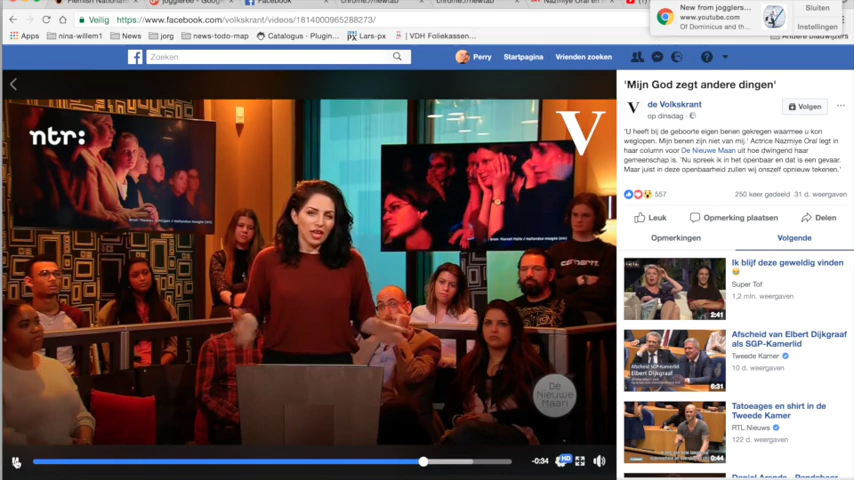 Flemish Nationali
jogglerée - Googl
Facebook
chrome://newtab
chrome://newtab
Nazmiye Oral en
New from jogglers...
www.youtube.com
Of Dominicus and th...
Sluiten
Instellingen
Veilig
https://www.facebook.com/volkskrant/videos/1814000965288273/
Apps
nina-willem1
News
jorg
news-todo-map
Catalogus - Plugin...
Lars-px
VDH Foliekassen...
Andere bladwijzers
Zoeken
Perry
Startpagina
Vrienden zoeken
ntr:
V
carhartt
De
Nieuwe
Maan
-0:34
HD
'Mijn God zegt andere dingen'
V
de Volkskrant
op dinsdag ·
Volgen
'U heeft bij de geboorte eigen benen gekregen waarmee u kon
weglopen. Mijn benen zijn niet van mij.' Actrice Nazmiye Oral legt in
haar column voor De Nieuwe Maan uit hoe dwingend haar
gemeenschap is. 'Nu spreek ik in het openbaar en dat is een gevaar.
Maar juist in deze openbaarheid zullen wij onszelf opnieuw tekenen.'
557
250 keer gedeeld
31 d. weergaven
Leuk
Opmerking plaatsen
Delen
Opmerkingen
Volgende
2:41
Ik blijf deze geweldig vinden
Super Tof
1,2 mln. weergaven
Afscheid SGP-Kamerlid
Elbert Dijkgraaf
6:31
Afscheid van Elbert Dijkgraaf
als SGP-Kamerlid
Tweede Kamer
10 d. weergaven
0:44
Tatoeages en shirt in de
Tweede Kamer
RTL Nieuws
122 d. weergaven